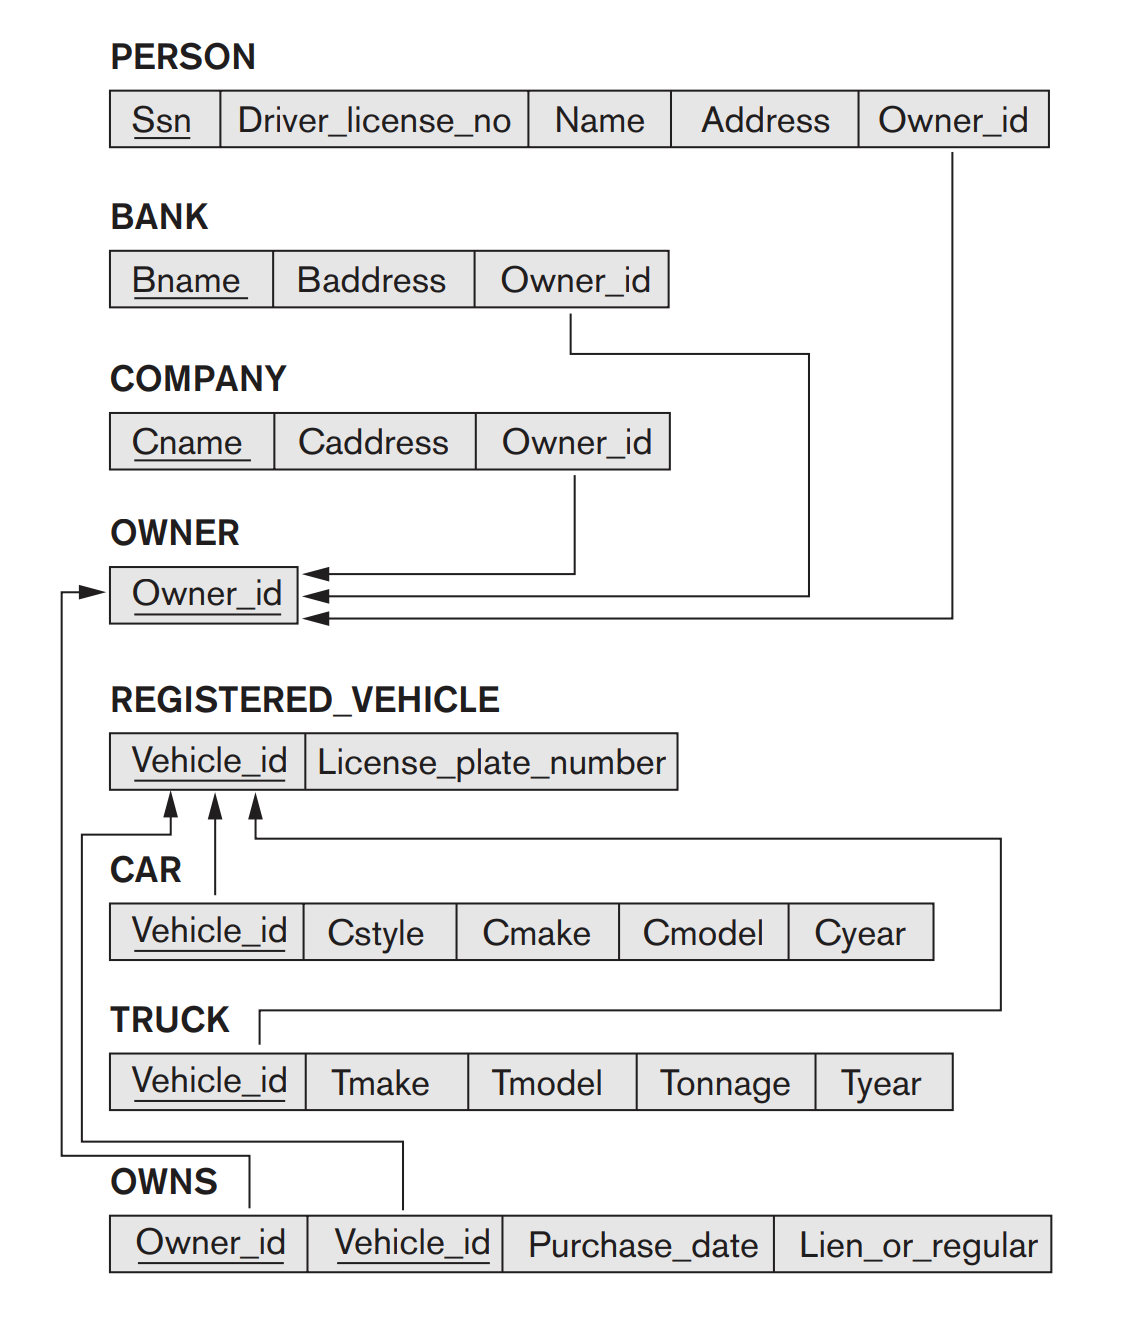 PERSON
Ssn Driver_license_no Name Address Owner_id
BANK
Bname Baddress Owner_id
COMPANY
Cname Caddress Owner_id
OWNER
Owner_id
REGISTERED_VEHICLE
Vehicle_id License_plate_number
CAR
Vehicle_id Cstyle Cmake Cmodel Cyear
TRUCK
Vehicle_id Tmake Tmodel Tonnage Tyear
OWNS
Owner_id Vehicle_id Purchase_date Lien_or_regular